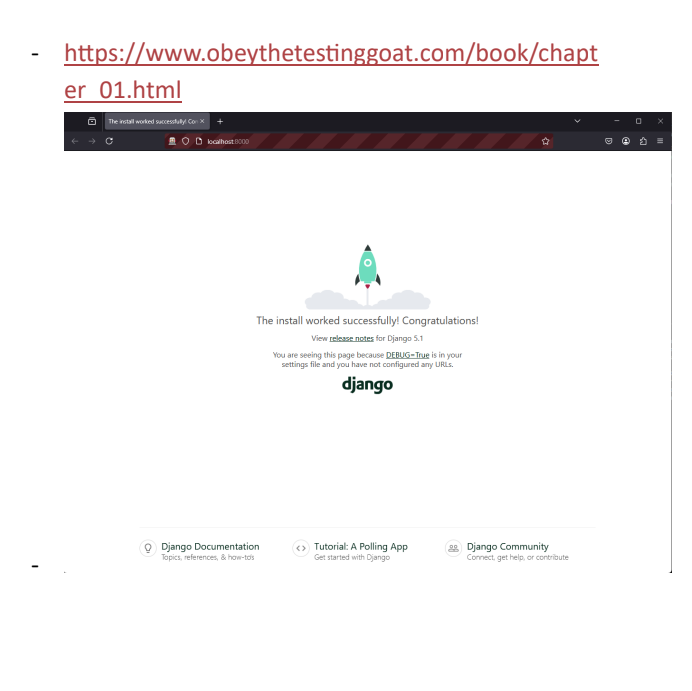 - https://www.obeythetestinggoat.com/book/chapt
er_01.html
The install worked successfully! Con
localhost:8000
The install worked successfully! Congratulations!
View release notes for Django 5.1
You are seeing this page because DEBUG=True is in your
settings file and you have not configured any URLs.
django
Django Documentation
Topics, references, & how-to's
Tutorial: A Polling App
Get started with Django
Django Community
Connect, get help, or contribute
-